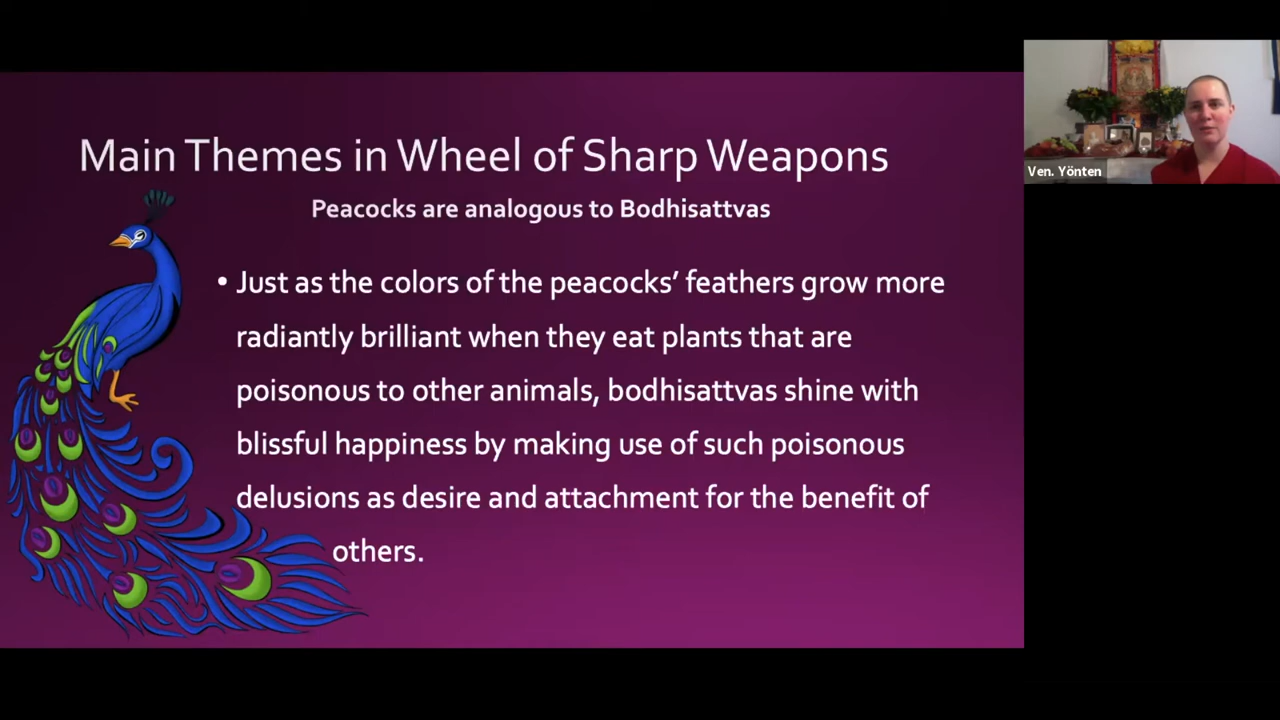 Main Themes in Wheel of Sharp Weapons
Peacocks are analogous to Bodhisattvas
• Just as the colors of the peacocks’ feathers grow more
radiantly brilliant when they eat plants that are
poisonous to other animals, bodhisattvas shine with
blissful happiness by making use of such poisonous
delusions as desire and attachment for the benefit of
others.
Ven. Yönten